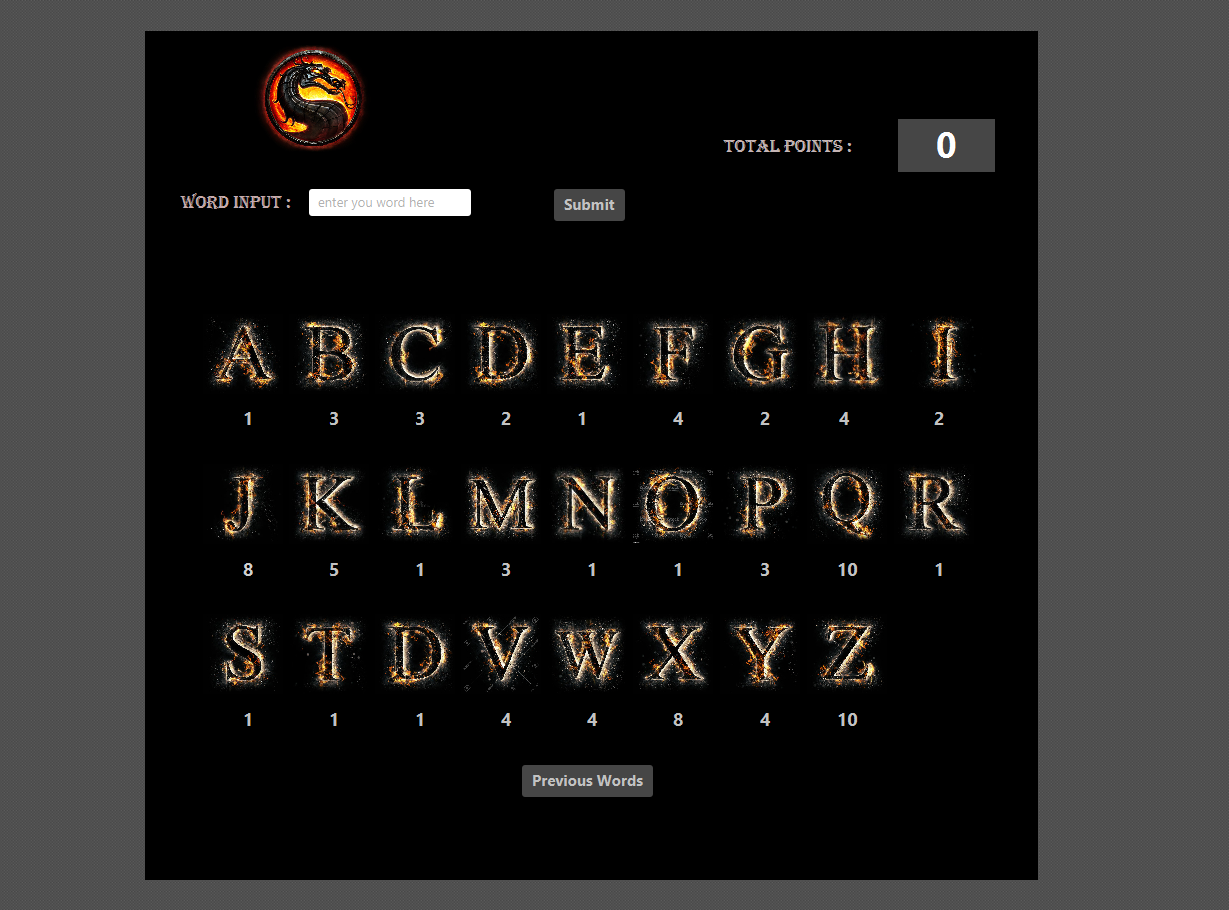 TOTAL POINTS :
0
WORD INPUT :
enter you word here
Submit
A B C D E F G H I
1 3 3 2 1 4 2 4 2
J K L M N O P Q R
8 5 1 3 1 1 3 10 1
S T D V W X Y Z
1 1 1 4 4 8 4 10
Previous Words